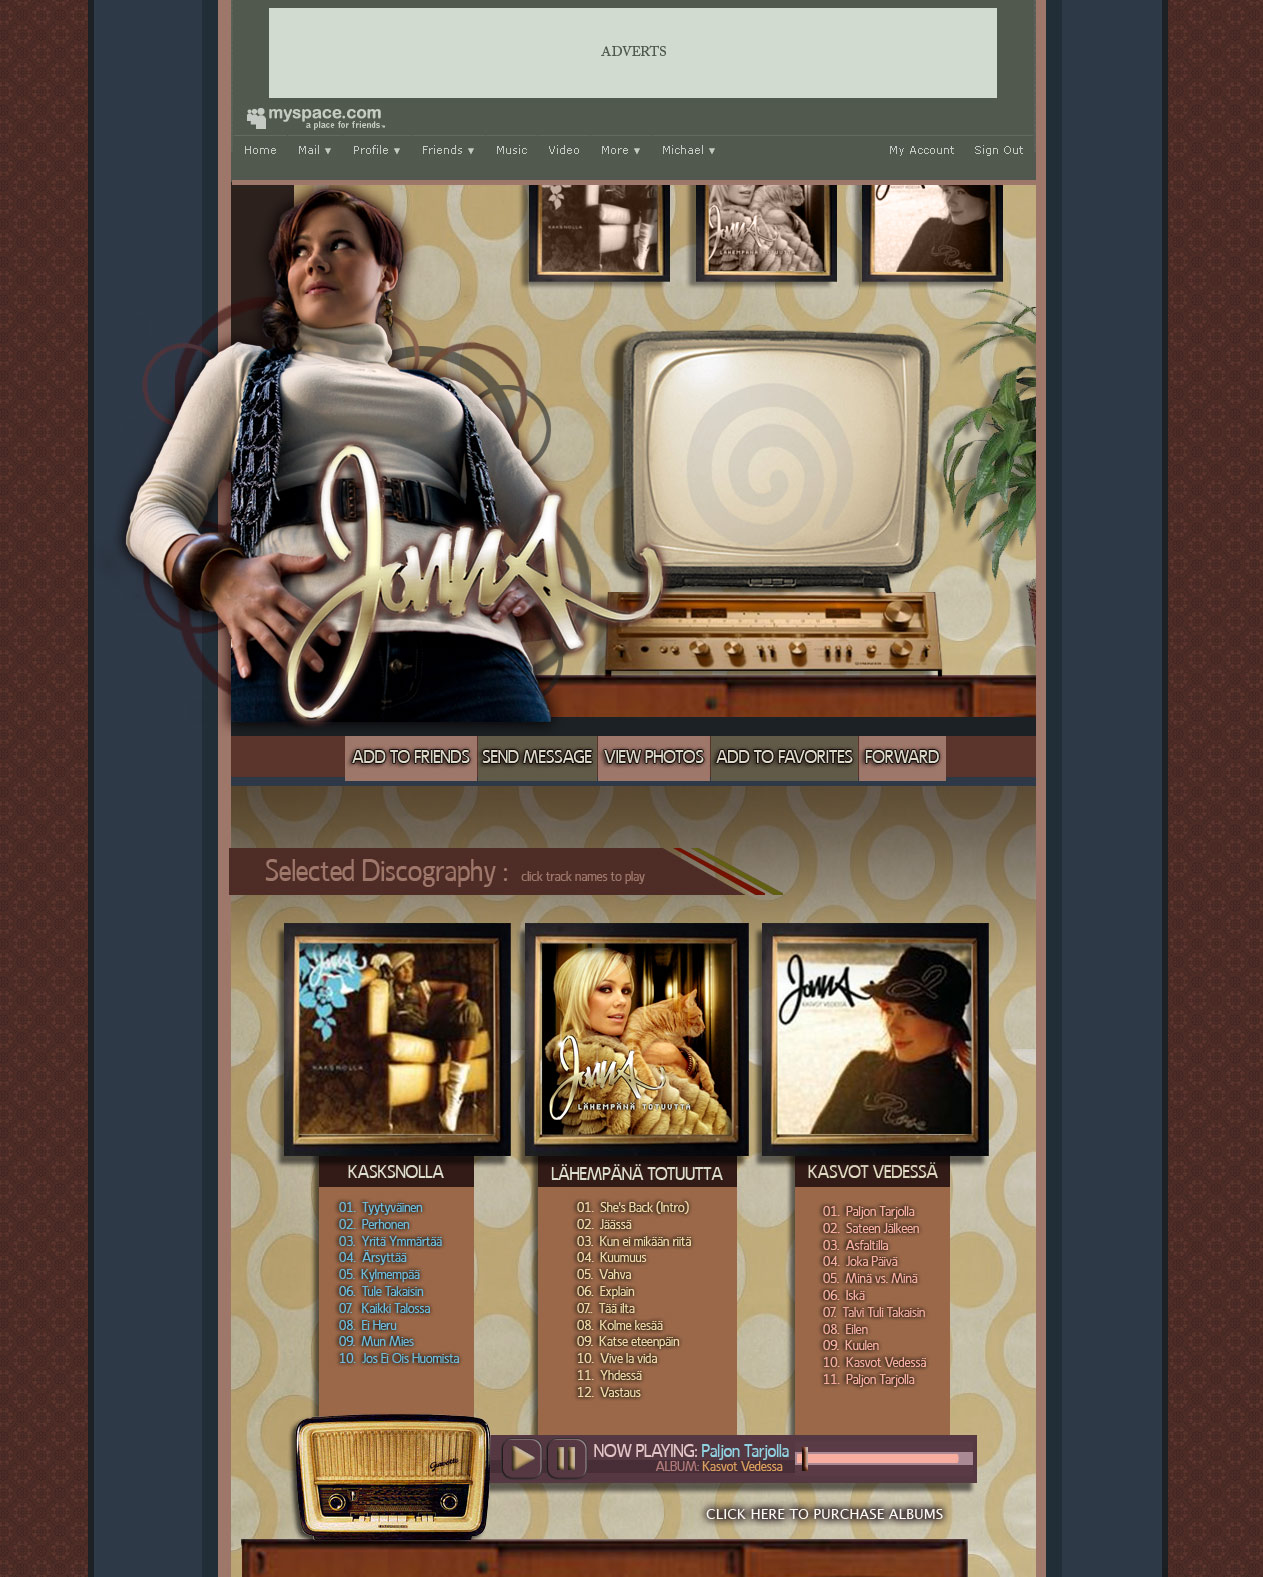 ADVERTS
myspace.com
a place for friends
Home Mail ▼ Profile ▼ Friends ▼ Music Video More ▼ Michael ▼ My Account Sign Out
KAKSNOLLA
Jonna
LÄHEMPÄNÄ TOTUUTTA
Jonna
ADD TO FRIENDS SEND MESSAGE VIEW PHOTOS ADD TO FAVORITES FORWARD
Selected Discography : click track names to play
Jonna
KAKSNOLLA
Jonna
LÄHEMPÄNÄ TOTUUTTA
Jonna
KASVOT VEDESSÄ
KASKSNOLLA
01. Tyytyväinen
02. Perhonen
03. Yritä Ymmärtää
04. Ärsyttää
05. Kylmempää
06. Tule Takaisin
07. Kaikki Talossa
08. Ei Heru
09. Mun Mies
10. Jos Ei Ois Huomista
LÄHEMPÄNÄ TOTUUTTA
01. She's Back (Intro)
02. Jäässä
03. Kun ei mikään riitä
04. Kuumuus
05. Vahva
06. Explain
07. Tää ilta
08. Kolme kesää
09. Katse eteenpäin
10. Vive la vida
11. Yhdessä
12. Vastaus
KASVOT VEDESSÄ
01. Paljon Tarjolla
02. Sateen Jälkeen
03. Asfaltilla
04. Joka Päivä
05. Minä vs. Minä
06. Iskä
07. Talvi Tuli Takaisin
08. Eilen
09. Kuulen
10. Kasvot Vedessä
11. Paljon Tarjolla
NOW PLAYING: Paljon Tarjolla
ALBUM: Kasvot Vedessa
CLICK HERE TO PURCHASE ALBUMS